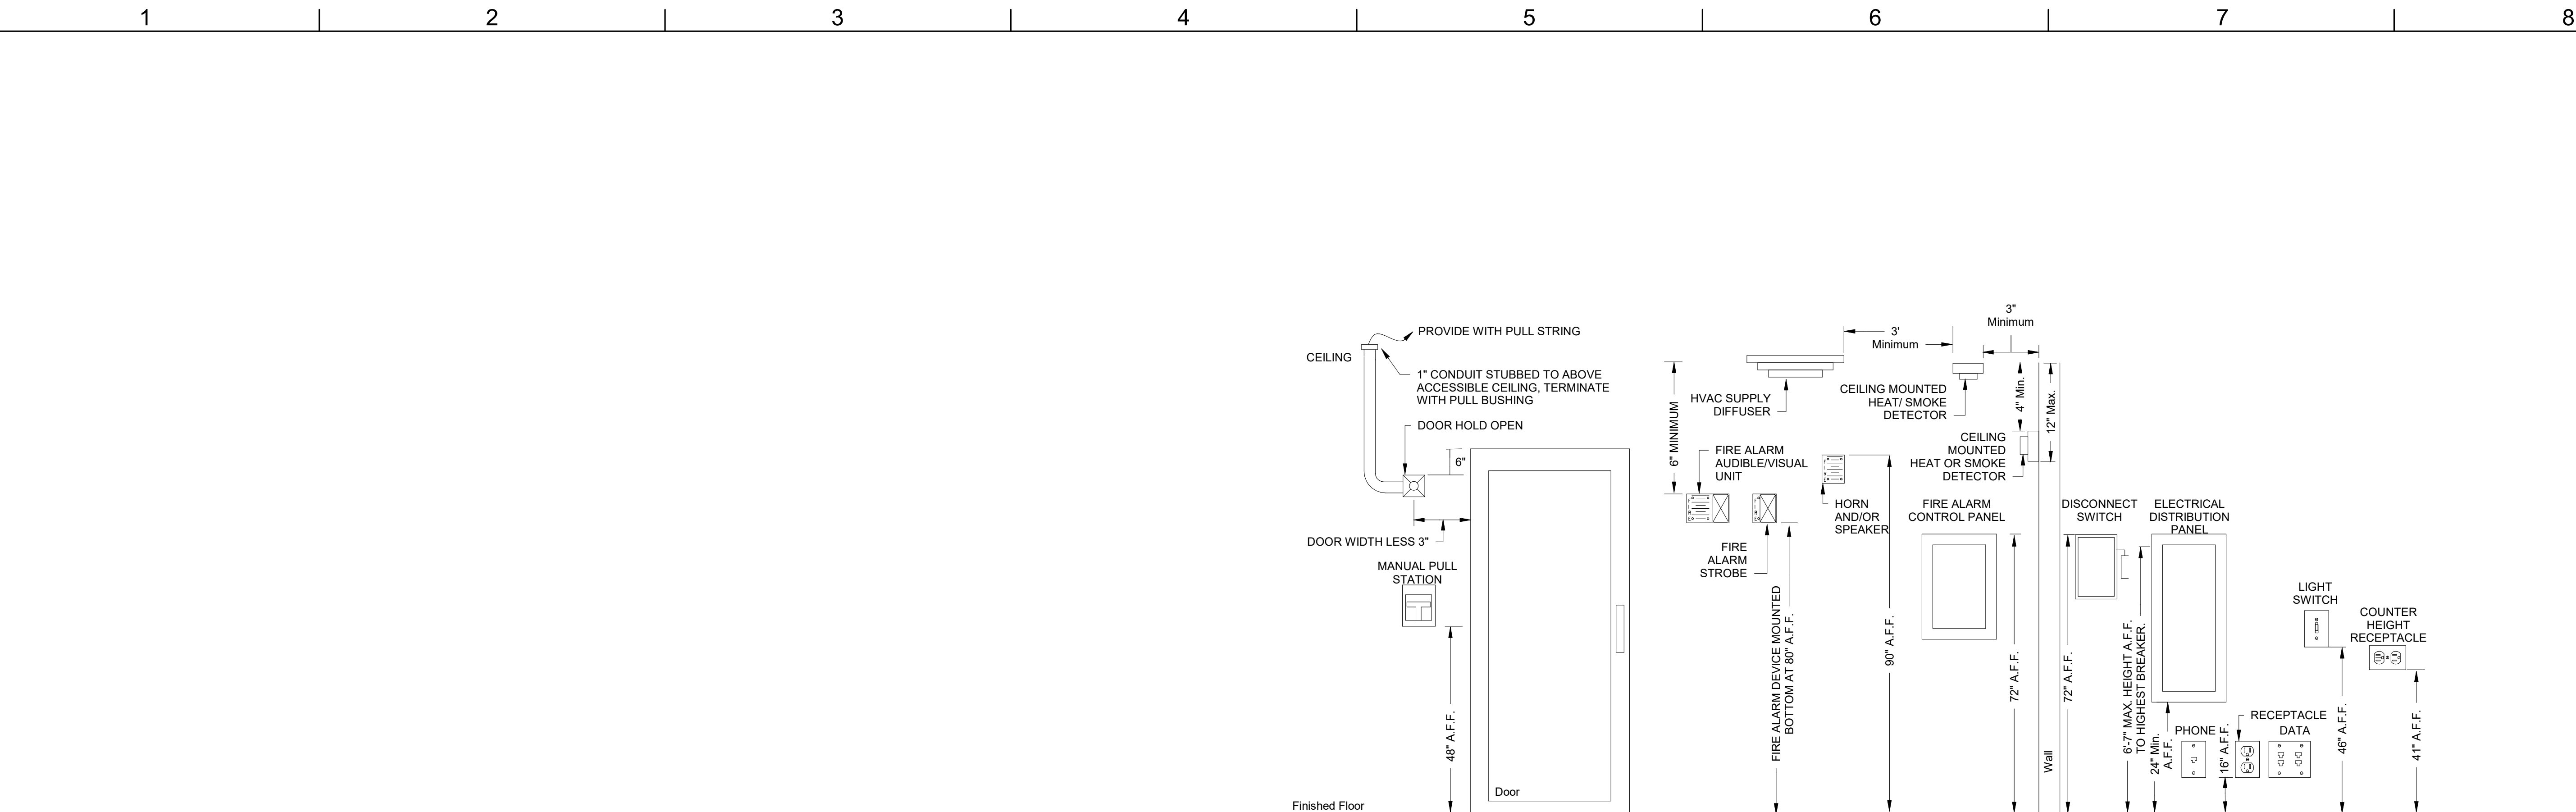 1
2
3
4
5
6
7
8
3"
Minimum
PROVIDE WITH PULL STRING
3'
Minimum
CEILING
1" CONDUIT STUBBED TO ABOVE
ACCESSIBLE CEILING, TERMINATE
WITH PULL BUSHING
HVAC SUPPLY
DIFFUSER
CEILING MOUNTED
HEAT/ SMOKE
DETECTOR
4" Min.
12" Max.
6" MINIMUM
DOOR HOLD OPEN
6"
FIRE ALARM
AUDIBLE/VISUAL
UNIT
CEILING
MOUNTED
HEAT OR SMOKE
DETECTOR
FIRE
FIRE
FIRE
HORN
AND/OR
SPEAKER
FIRE ALARM
CONTROL PANEL
DISCONNECT
SWITCH
ELECTRICAL
DISTRIBUTION
PANEL
DOOR WIDTH LESS 3"
FIRE
ALARM
STROBE
MANUAL PULL
STATION
LIGHT
SWITCH
COUNTER
HEIGHT
RECEPTACLE
48" A.F.F.
FIRE ALARM DEVICE MOUNTED
BOTTOM AT 80" A.F.F.
90" A.F.F.
72" A.F.F.
72" A.F.F.
6'-7" MAX. HEIGHT A.F.F.
TO HIGHEST BREAKER.
24" Min.
A.F.F.
PHONE
16" A.F.F.
RECEPTACLE
DATA
46" A.F.F.
41" A.F.F.
Wall
Door
Finished Floor